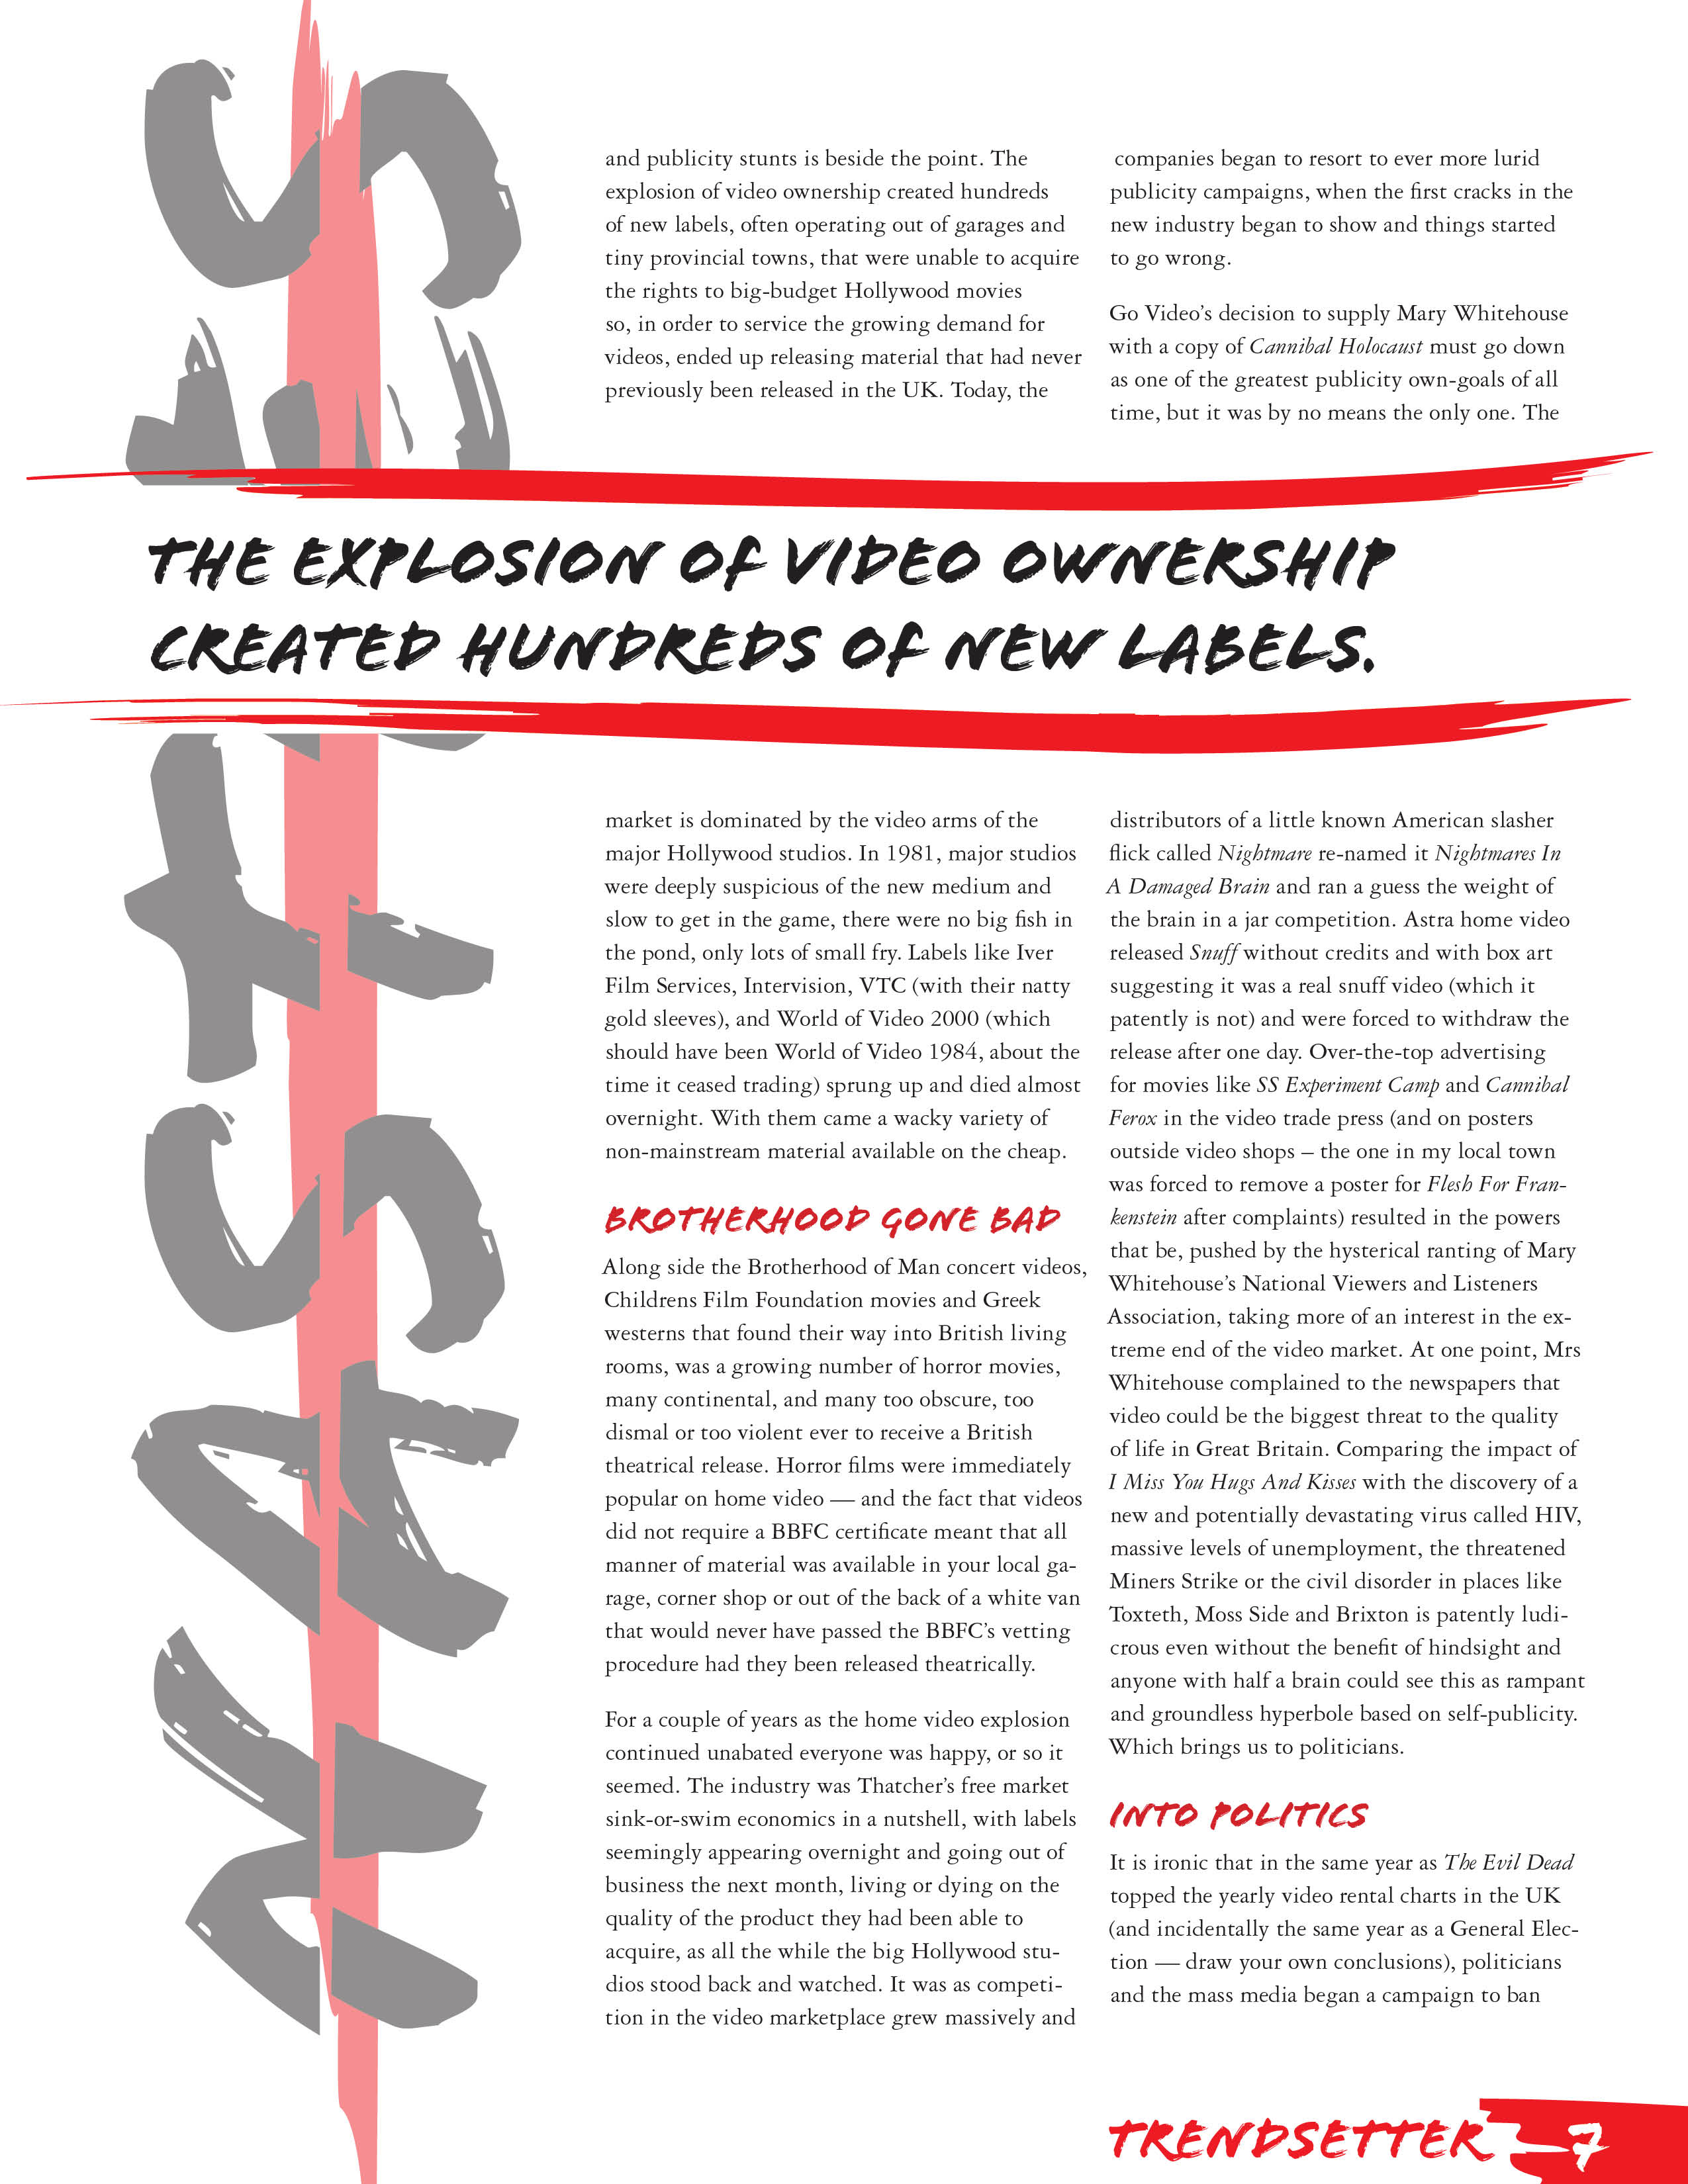 and publicity stunts is beside the point. The
explosion of video ownership created hundreds
of new labels, often operating out of garages and
tiny provincial towns, that were unable to acquire
the rights to big-budget Hollywood movies
so, in order to service the growing demand for
videos, ended up releasing material that had never
previously been released in the UK. Today, the
companies began to resort to ever more lurid
publicity campaigns, when the first cracks in the
new industry began to show and things started
to go wrong.
Go Video's decision to supply Mary Whitehouse
with a copy of Cannibal Holocaust must go down
as one of the greatest publicity own-goals of all
time, but it was by no means the only one. The
THE EXPLOSION OF VIDEO OWNERSHIP
CREATED HUNDREDS OF NEW LABELS.
market is dominated by the video arms of the
major Hollywood studios. In 1981, major studios
were deeply suspicious of the new medium and
slow to get in the game, there were no big fish in
the pond, only lots of small fry. Labels like Iver
Film Services, Intervision, VTC (with their natty
gold sleeves), and World of Video 2000 (which
should have been World of Video 1984, about the
time it ceased trading) sprung up and died almost
overnight. With them came a wacky variety of
non-mainstream material available on the cheap.
BROTHERHOOD GONE BAD
Along side the Brotherhood of Man concert videos,
Childrens Film Foundation movies and Greek
westerns that found their way into British living
rooms, was a growing number of horror movies,
many continental, and many too obscure, too
dismal or too violent ever to receive a British
theatrical release. Horror films were immediately
popular on home video — and the fact that videos
did not require a BBFC certificate meant that all
manner of material was available in your local ga-
rage, corner shop or out of the back of a white van
that would never have passed the BBFC's vetting
procedure had they been released theatrically.
For a couple of years as the home video explosion
continued unabated everyone was happy, or so it
seemed. The industry was Thatcher's free market
sink-or-swim economics in a nutshell, with labels
seemingly appearing overnight and going out of
business the next month, living or dying on the
quality of the product they had been able to
acquire, as all the while the big Hollywood stu-
dios stood back and watched. It was as competi-
tion in the video marketplace grew massively and
distributors of a little known American slasher
flick called Nightmare re-named it Nightmares In
A Damaged Brain and ran a guess the weight of
the brain in a jar competition. Astra home video
released Snuff without credits and with box art
suggesting it was a real snuff video (which it
patently is not) and were forced to withdraw the
release after one day. Over-the-top advertising
for movies like SS Experiment Camp and Cannibal
Ferox in the video trade press (and on posters
outside video shops – the one in my local town
was forced to remove a poster for Flesh For Fran-
kenstein after complaints) resulted in the powers
that be, pushed by the hysterical ranting of Mary
Whitehouse's National Viewers and Listeners
Association, taking more of an interest in the ex-
treme end of the video market. At one point, Mrs
Whitehouse complained to the newspapers that
video could be the biggest threat to the quality
of life in Great Britain. Comparing the impact of
I Miss You Hugs And Kisses with the discovery of a
new and potentially devastating virus called HIV,
massive levels of unemployment, the threatened
Miners Strike or the civil disorder in places like
Toxteth, Moss Side and Brixton is patently ludi-
crous even without the benefit of hindsight and
anyone with half a brain could see this as rampant
and groundless hyperbole based on self-publicity.
Which brings us to politicians.
INTO POLITICS
It is ironic that in the same year as The Evil Dead
topped the yearly video rental charts in the UK
(and incidentally the same year as a General Elec-
tion — draw your own conclusions), politicians
and the mass media began a campaign to ban
TRENDSETTER 7